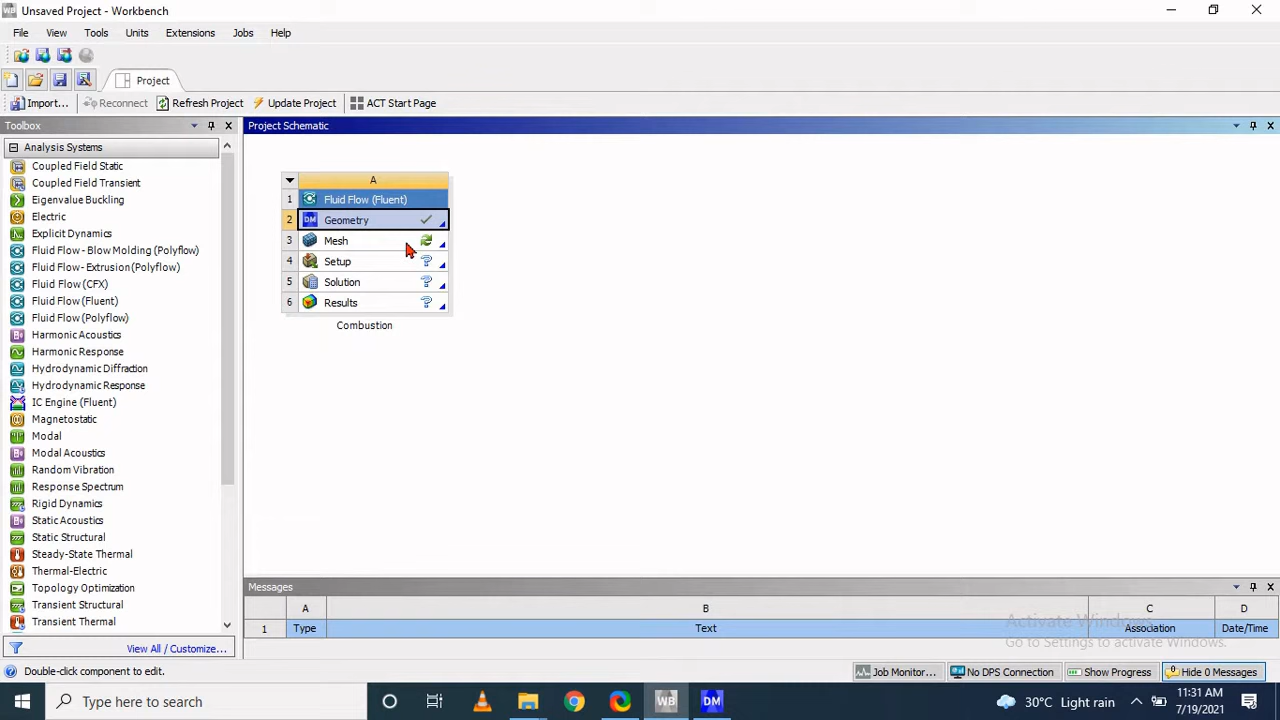 Unsaved Project - Workbench
File View Tools Units Extensions Jobs Help
Project
Import... Reconnect Refresh Project Update Project ACT Start Page
Toolbox
Analysis Systems
Coupled Field Static
Coupled Field Transient
Eigenvalue Buckling
Electric
Explicit Dynamics
Fluid Flow - Blow Molding (Polyflow)
Fluid Flow - Extrusion (Polyflow)
Fluid Flow (CFX)
Fluid Flow (Fluent)
Fluid Flow (Polyflow)
Harmonic Acoustics
Harmonic Response
Hydrodynamic Diffraction
Hydrodynamic Response
IC Engine (Fluent)
Magnetostatic
Modal
Modal Acoustics
Random Vibration
Response Spectrum
Rigid Dynamics
Static Acoustics
Static Structural
Steady-State Thermal
Thermal-Electric
Topology Optimization
Transient Structural
Transient Thermal
View All / Customize...
Project Schematic
A
1 Fluid Flow (Fluent)
2 DM Geometry
3 Mesh
4 Setup ?
5 Solution ?
6 Results ?
Combustion
Messages
A B C D
1 Type Text Association Date/Time
Activate Windows
Go to Settings to activate Windows.
Double-click component to edit.
Job Monitor... No DPS Connection Show Progress Hide 0 Messages
Type here to search
WB
DM
30°C Light rain
11:31 AM
7/19/2021